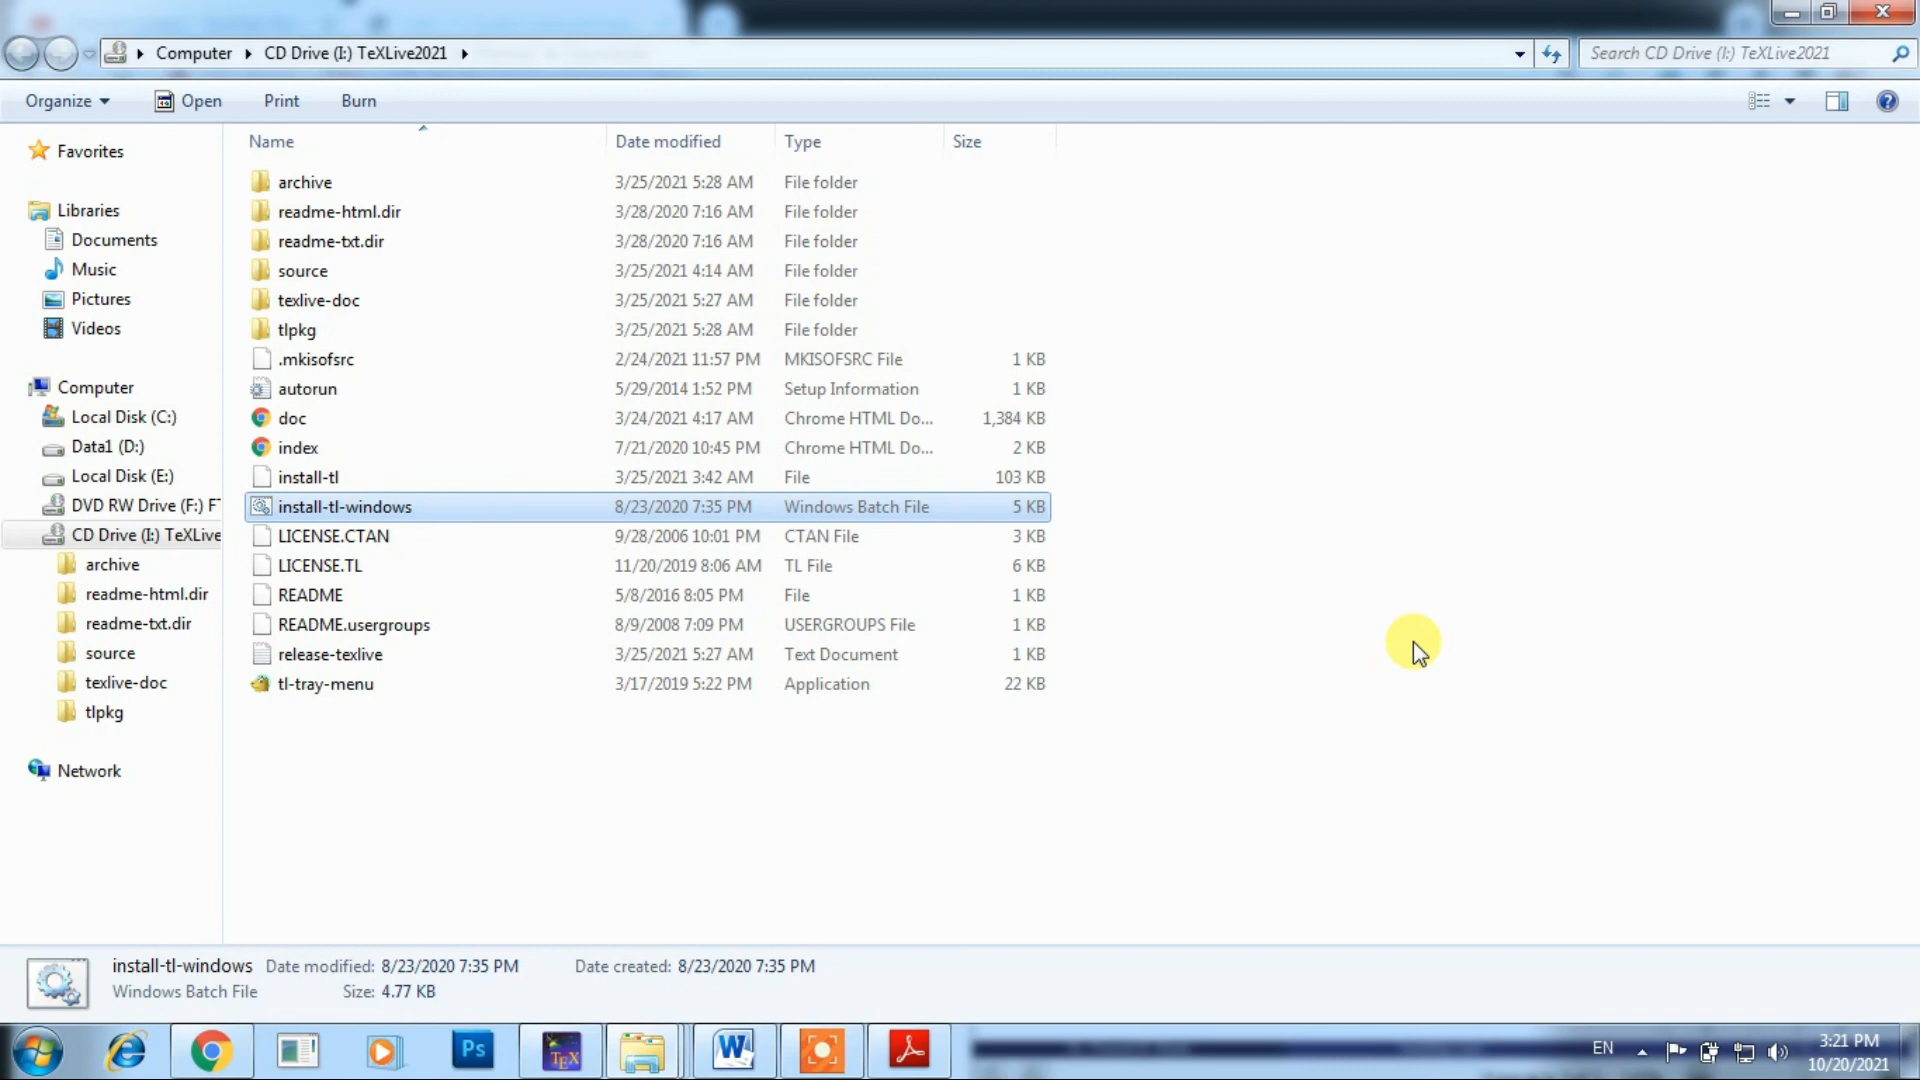 Computer CD Drive (I:) TeXLive2021 Search CD Drive (I:) TeXLive2021
Organize Open Print Burn
Favorites
Libraries
Documents
Music
Pictures
Videos
Computer
Local Disk (C:)
Data1 (D:)
Local Disk (E:)
DVD RW Drive (F:) FT
CD Drive (I:) TeXLive
archive
readme-html.dir
readme-txt.dir
source
texlive-doc
tlpkg
Network
Name Date modified Type Size
archive 3/25/2021 5:28 AM File folder
readme-html.dir 3/28/2020 7:16 AM File folder
readme-txt.dir 3/28/2020 7:16 AM File folder
source 3/25/2021 4:14 AM File folder
texlive-doc 3/25/2021 5:27 AM File folder
tlpkg 3/25/2021 5:28 AM File folder
.mkisofsrc 2/24/2021 11:57 PM MKISOFSRC File 1 KB
autorun 5/29/2014 1:52 PM Setup Information 1 KB
doc 3/24/2021 4:17 AM Chrome HTML Do... 1,384 KB
index 7/21/2020 10:45 PM Chrome HTML Do... 2 KB
install-tl 3/25/2021 3:42 AM File 103 KB
install-tl-windows 8/23/2020 7:35 PM Windows Batch File 5 KB
LICENSE.CTAN 9/28/2006 10:01 PM CTAN File 3 KB
LICENSE.TL 11/20/2019 8:06 AM TL File 6 KB
README 5/8/2016 8:05 PM File 1 KB
README.usergroups 8/9/2008 7:09 PM USERGROUPS File 1 KB
release-texlive 3/25/2021 5:27 AM Text Document 1 KB
tl-tray-menu 3/17/2019 5:22 PM Application 22 KB
install-tl-windows Date modified: 8/23/2020 7:35 PM Date created: 8/23/2020 7:35 PM
Windows Batch File Size: 4.77 KB
Ps TEX W EN 3:21 PM
10/20/2021